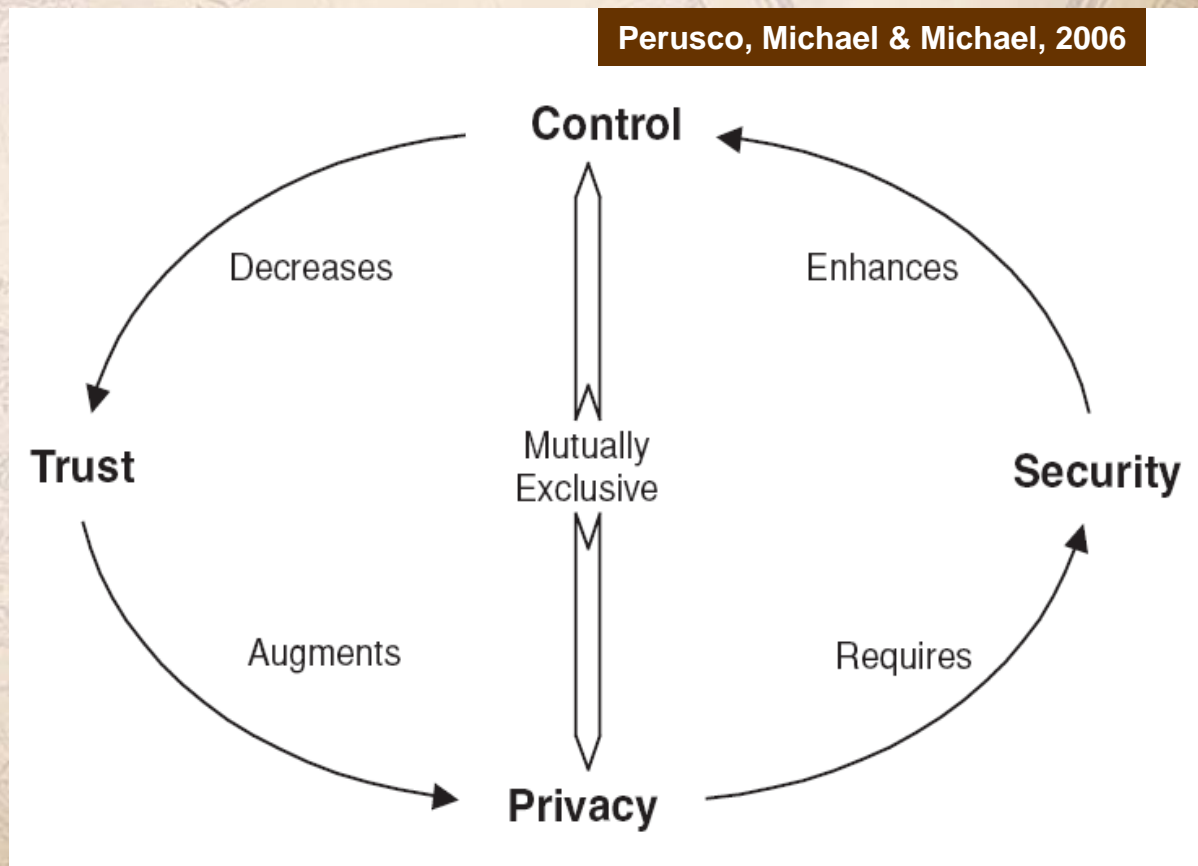 Perusco, Michael & Michael, 2006
Control
Decreases
Enhances
Trust
Mutually
Exclusive
Security
Augments
Requires
Privacy